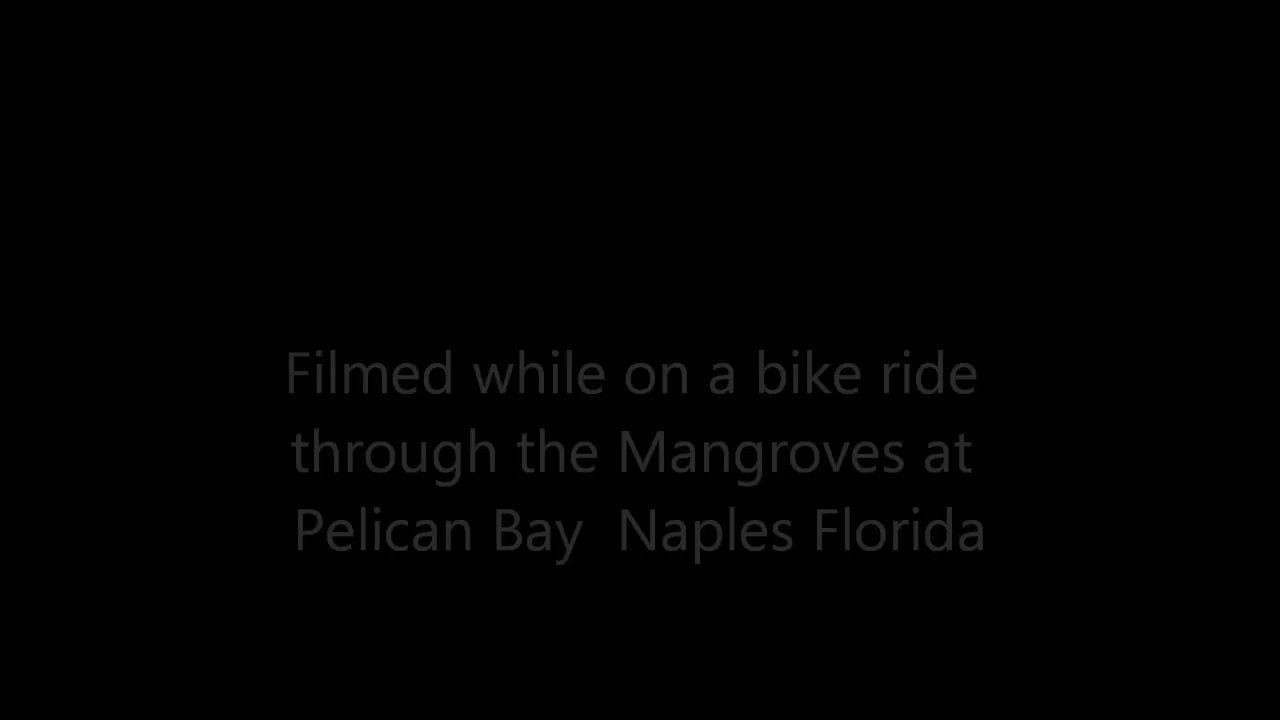 Filmed while on a bike ride
through the Mangroves at
Pelican Bay  Naples Florida